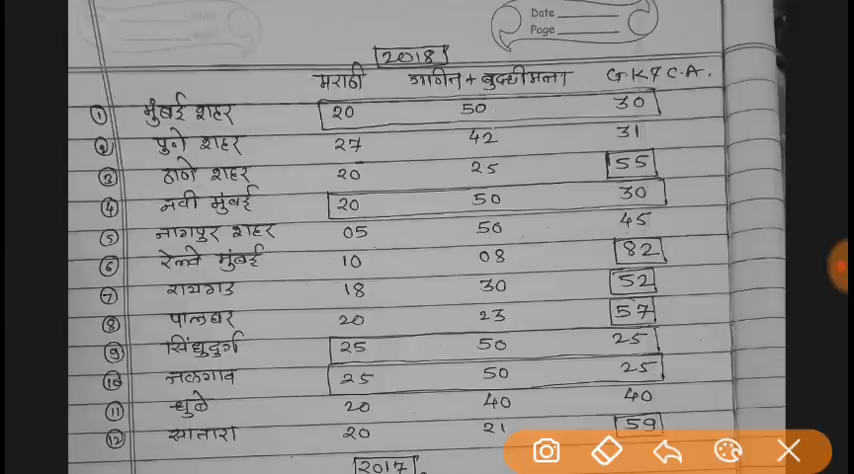 Date
Page
2018
मराठी गणित + बुध्दीमत्ता G.K & C.A.
① मुंबई शहर 20 50 30
② पुणे शहर 27 42 31
③ ठाणे शहर 20 25 55
④ नवी मुंबई 20 50 30
⑤ नागपुर शहर 05 50 45
⑥ रेल्वे मुंबई 10 08 82
⑦ रायगड 18 30 52
⑧ पालघर 20 23 57
⑨ सिंधुदुर्ग 25 50 25
⑩ जळगाव 25 50 25
⑪ धुळे 20 40 40
⑫ सातारा 20 21 59
2017